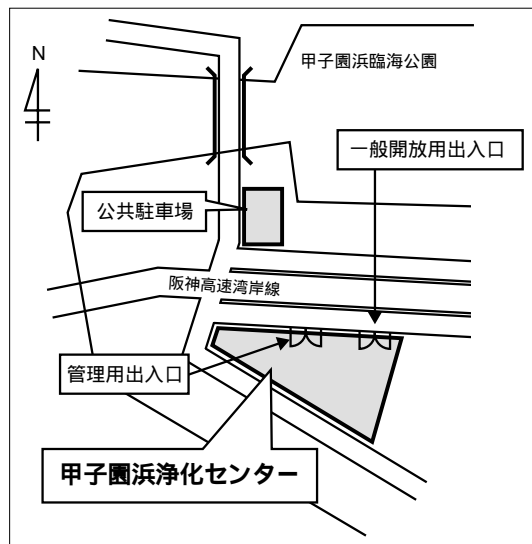 N
甲子園浜臨海公園
一般開放用出入口
公共駐車場
阪神高速湾岸線
管理用出入口
甲子園浜浄化センター